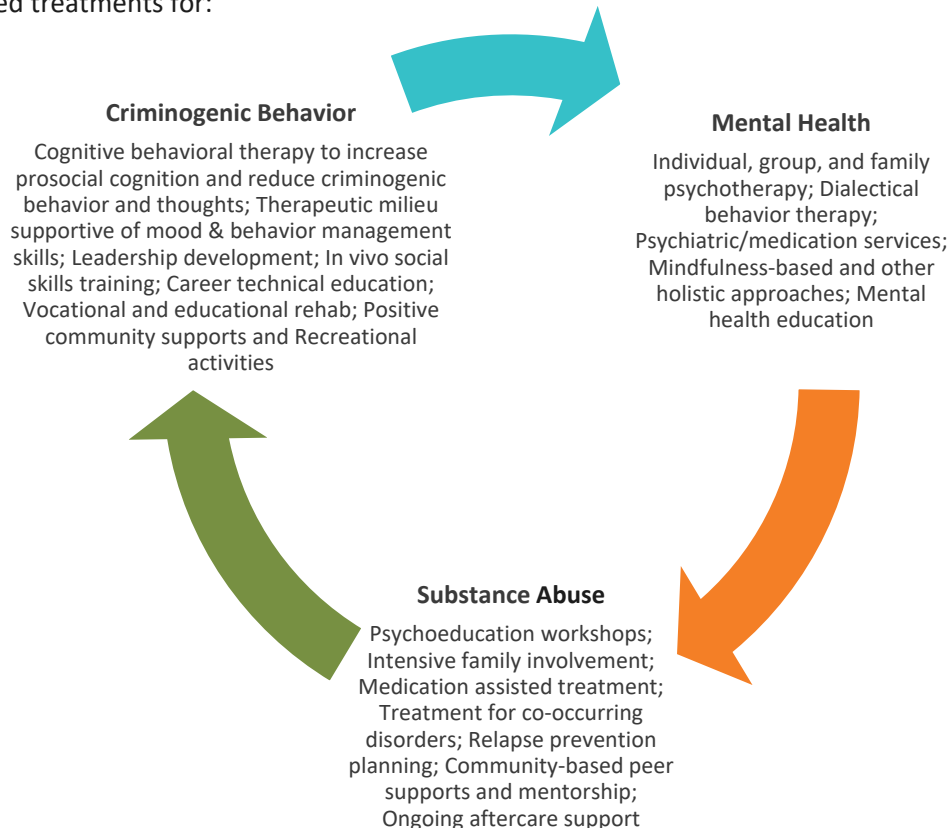 ed treatments for:
Criminogenic Behavior
Cognitive behavioral therapy to increase
prosocial cognition and reduce criminogenic
behavior and thoughts; Therapeutic milieu
supportive of mood & behavior management
skills; Leadership development; In vivo social
skills training; Career technical education;
Vocational and educational rehab; Positive
community supports and Recreational
activities
Mental Health
Individual, group, and family
psychotherapy; Dialectical
behavior therapy;
Psychiatric/medication services;
Mindfulness-based and other
holistic approaches; Mental
health education
Substance Abuse
Psychoeducation workshops;
Intensive family involvement;
Medication assisted treatment;
Treatment for co-occurring
disorders; Relapse prevention
planning; Community-based peer
supports and mentorship;
Ongoing aftercare support